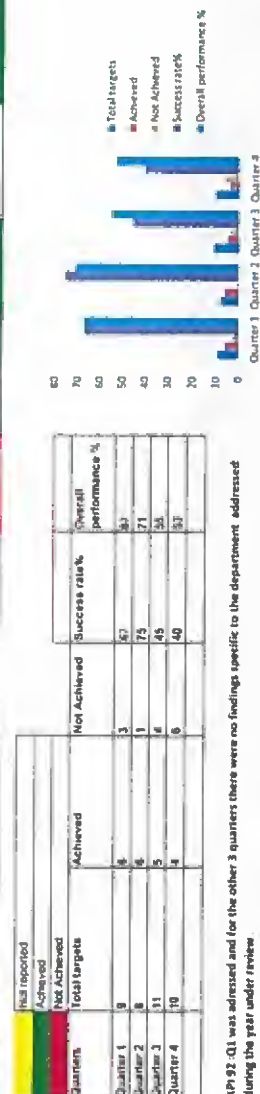 Not reported
Achieved
Not Achieved
Quarters Total targets Achieved Not Achieved Success rate% Overall performance %
Quarter 1 9 6 3 67
Quarter 2 8 6 1 75 71
Quarter 3 11 5 6 45 55
Quarter 4 10 4 6 40
KPI 92 :Q1 was adressed and for the other 3 quarters there were no findings specific to the department addressed
during the year under review
80
70
60
50
40
30
20
10
0
Quarter 1 Quarter 2 Quarter 3 Quarter 4
Total targets
Achieved
Not Achieved
Success rate%
Overall performance %